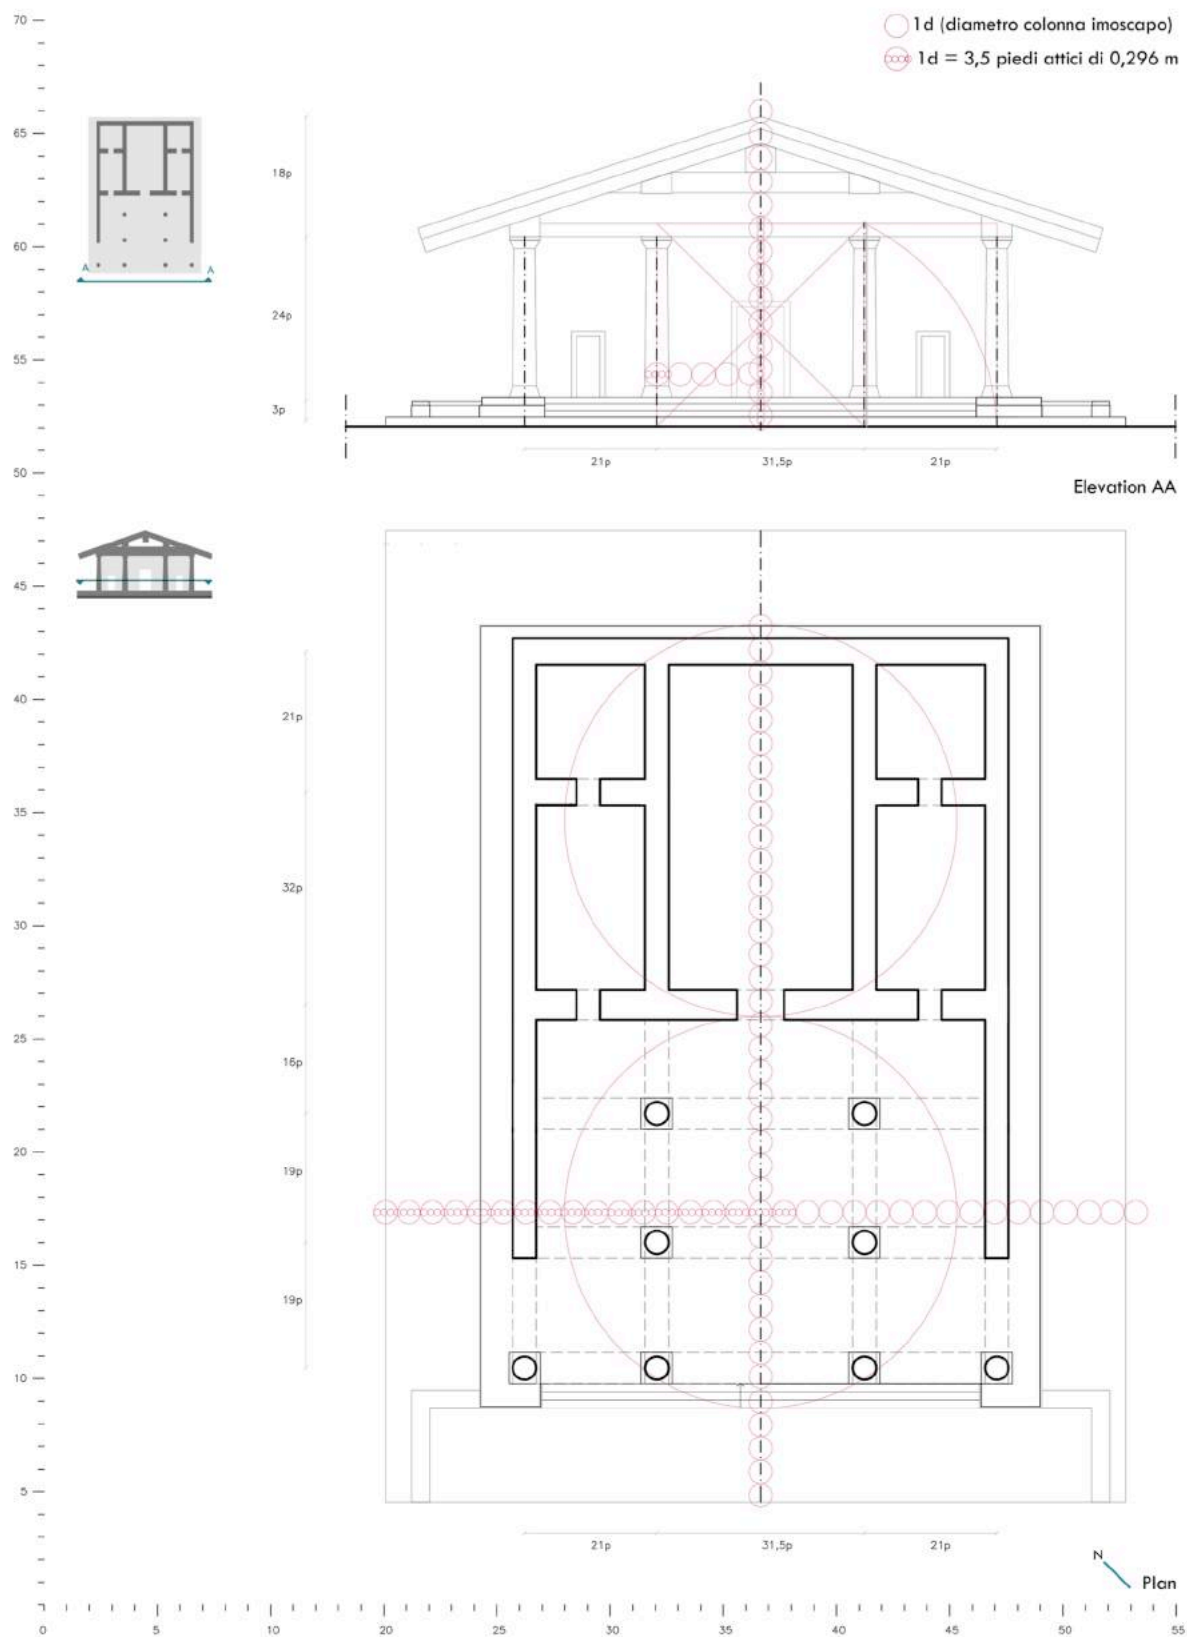 1d (diametro colonna imoscapo)
1d = 3,5 piedi attici di 0,296 m
70
65
60
55
50
45
40
35
30
25
20
15
10
5
0
A A
18p
24p
3p
21p 31,5p 21p
Elevation AA
21p
32p
16p
19p
19p
21p 31,5p 21p
N
Plan
0 5 10 15 20 25 30 35 40 45 50 55